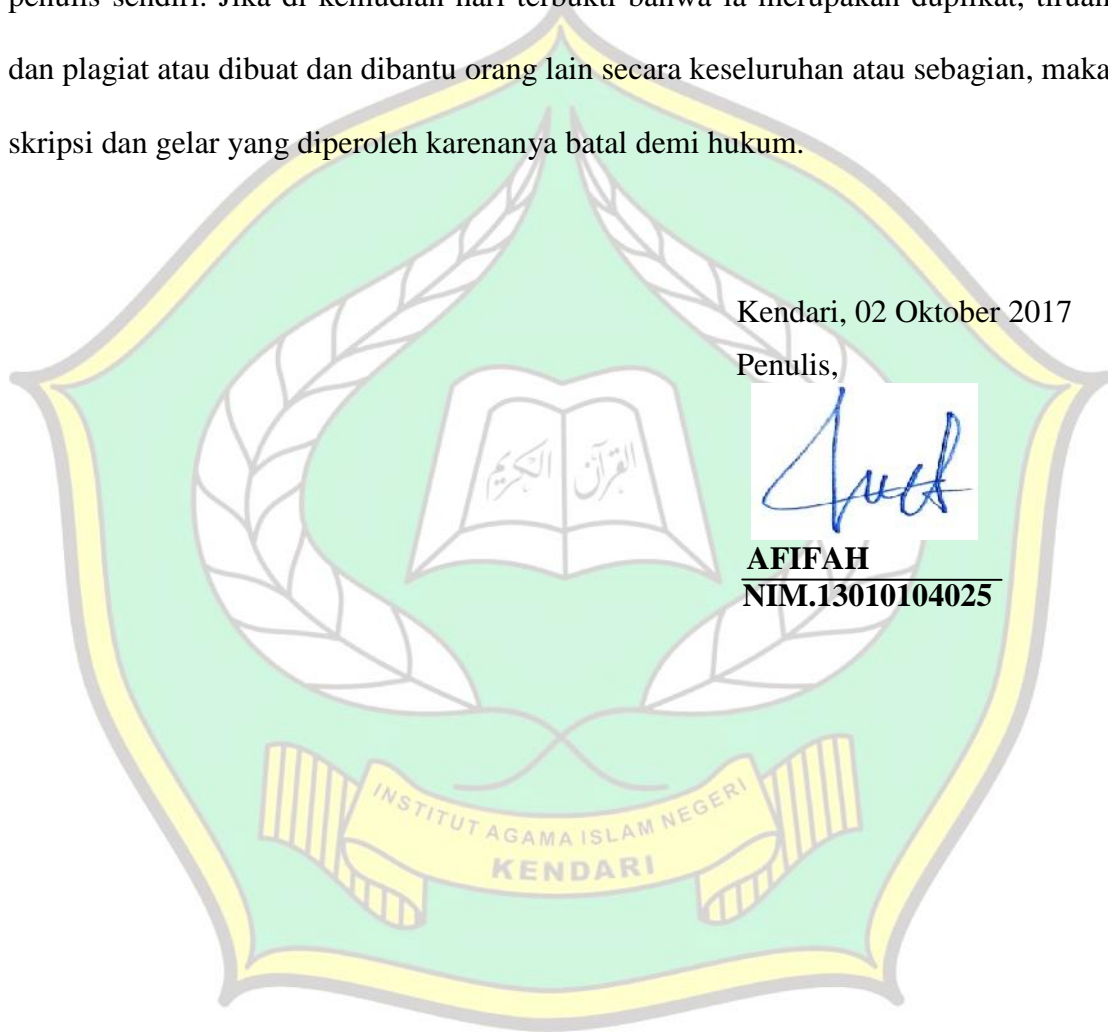 penulis sendiri. Jika di kemudian hari terbukti bahwa ia merupakan duplikat, tiruan
dan plagiat atau dibuat dan dibantu orang lain secara keseluruhan atau sebagian, maka
skripsi dan gelar yang diperoleh karenanya batal demi hukum.
Kendari, 02 Oktober 2017
Penulis,
AFIFAH
NIM.13010104025
القرآن الكريم
INSTITUT AGAMA ISLAM NEGERI
KENDARI